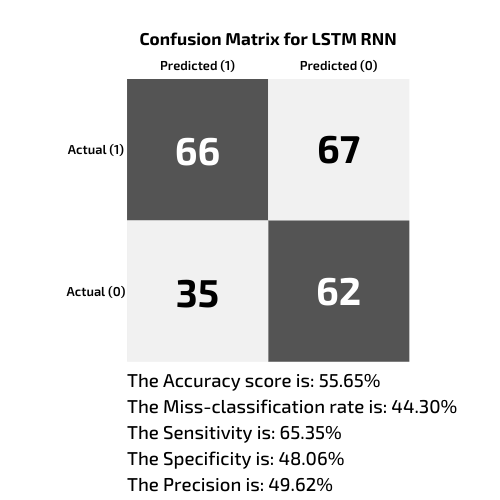 Confusion Matrix for LSTM RNN
Predicted (1) Predicted (0)
Actual (1) 66 67
Actual (0) 35 62
The Accuracy score is: 55.65%
The Miss-classification rate is: 44.30%
The Sensitivity is: 65.35%
The Specificity is: 48.06%
The Precision is: 49.62%